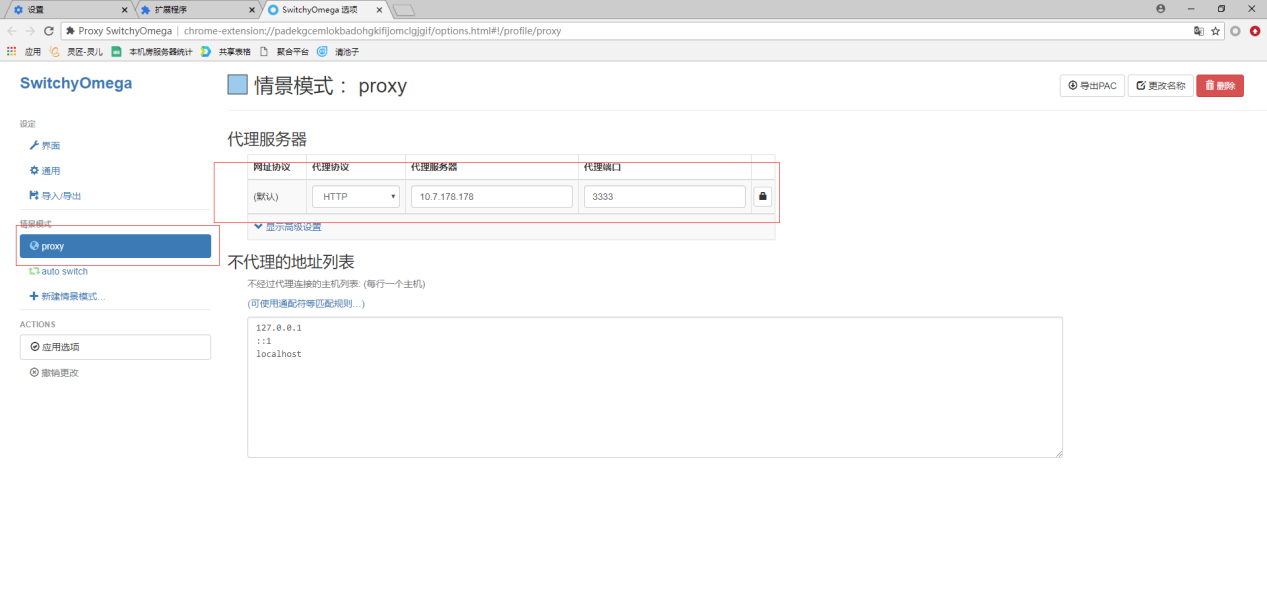 设置
扩展程序
SwitchyOmega 选项
Proxy SwitchyOmega | chrome-extension://padekgcemlokbadohgkifijomclgjgif/options.html#!/profile/proxy
应用 灵匠-灵儿 本机房服务器统计 共享表格 聚合平台 清池子
SwitchyOmega
情景模式： proxy
导出PAC 更改名称 删除
设定
界面
通用
导入/导出
情景模式
proxy
auto switch
新建情景模式...
ACTIONS
应用选项
撤销更改
代理服务器
网址协议 代理协议 代理服务器 代理端口
(默认) HTTP 10.7.178.178 3333
显示高级设置
不代理的地址列表
不经过代理连接的主机列表: (每行一个主机)
(可使用通配符等匹配规则...)
127.0.0.1
::1
localhost